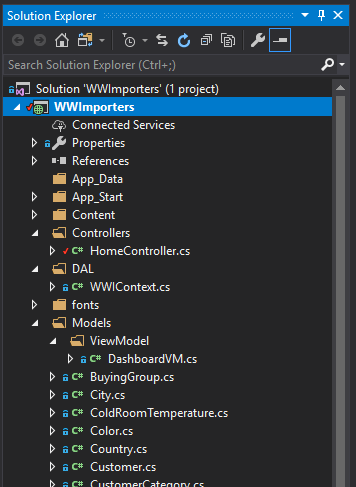 Solution Explorer
Search Solution Explorer (Ctrl+;)
Solution 'WWImporters' (1 project)
WWImporters
Connected Services
Properties
References
App_Data
App_Start
Content
Controllers
C# HomeController.cs
DAL
C# WWIContext.cs
fonts
Models
ViewModel
C# DashboardVM.cs
C# BuyingGroup.cs
C# City.cs
C# ColdRoomTemperature.cs
C# Color.cs
C# Country.cs
C# Customer.cs
C# CustomerCategory.cs